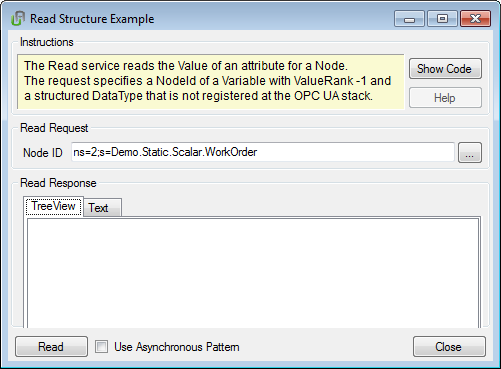 Read Structure Example
Instructions
The Read service reads the Value of an attribute for a Node.
The request specifies a NodeId of a Variable with ValueRank -1 and
a structured DataType that is not registered at the OPC UA stack.
Show Code
Help
Read Request
Node ID
ns=2;s=Demo.Static.Scalar.WorkOrder
...
Read Response
TreeView
Text
Read
Use Asynchronous Pattern
Close